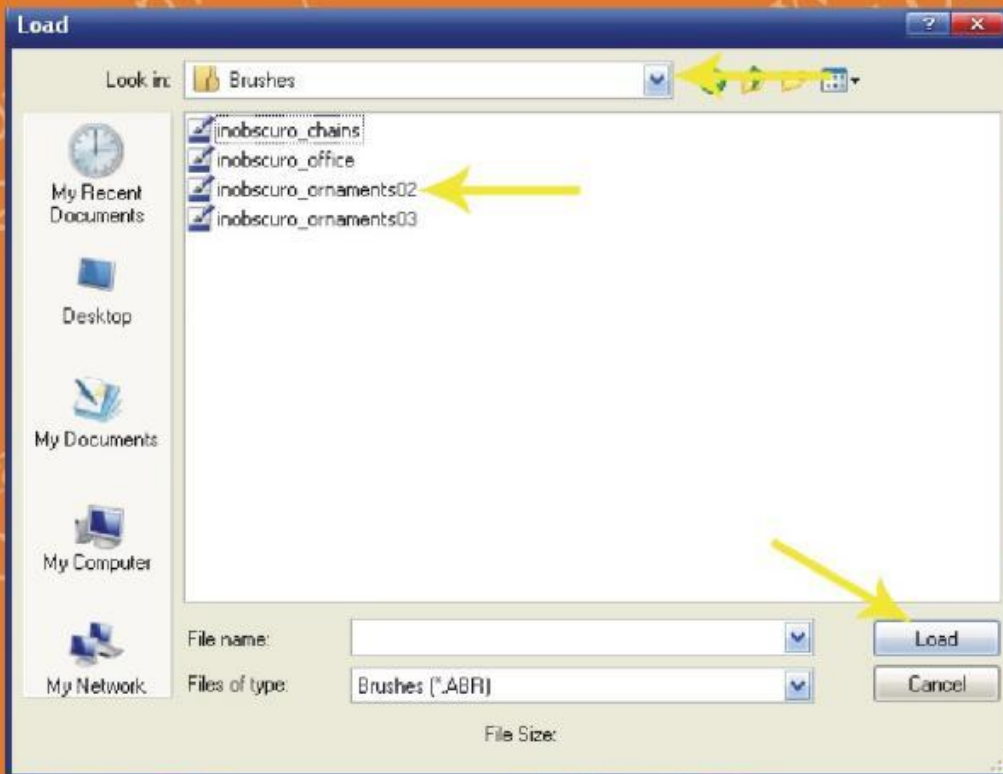 Load
Look in: Brushes
inobscuro_chains
inobscuro_office
inobscuro_ornaments02
inobscuro_ornaments03
My Recent
Documents
Desktop
My Documents
My Computer
My Network
File name:
Load
Files of type: Brushes (*.ABR)
Cancel
File Size: